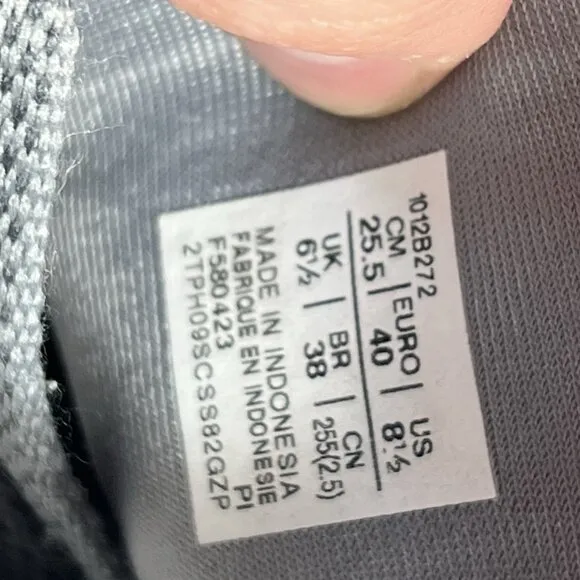 1012B272
CM | EURO | US
25.5 40 8½
UK | BR | CN
6½ 38 255(2.5)
MADE IN INDONESIA
FABRIQUE EN INDONESIE
F580423 PI
2TPH09SCSS82GZP